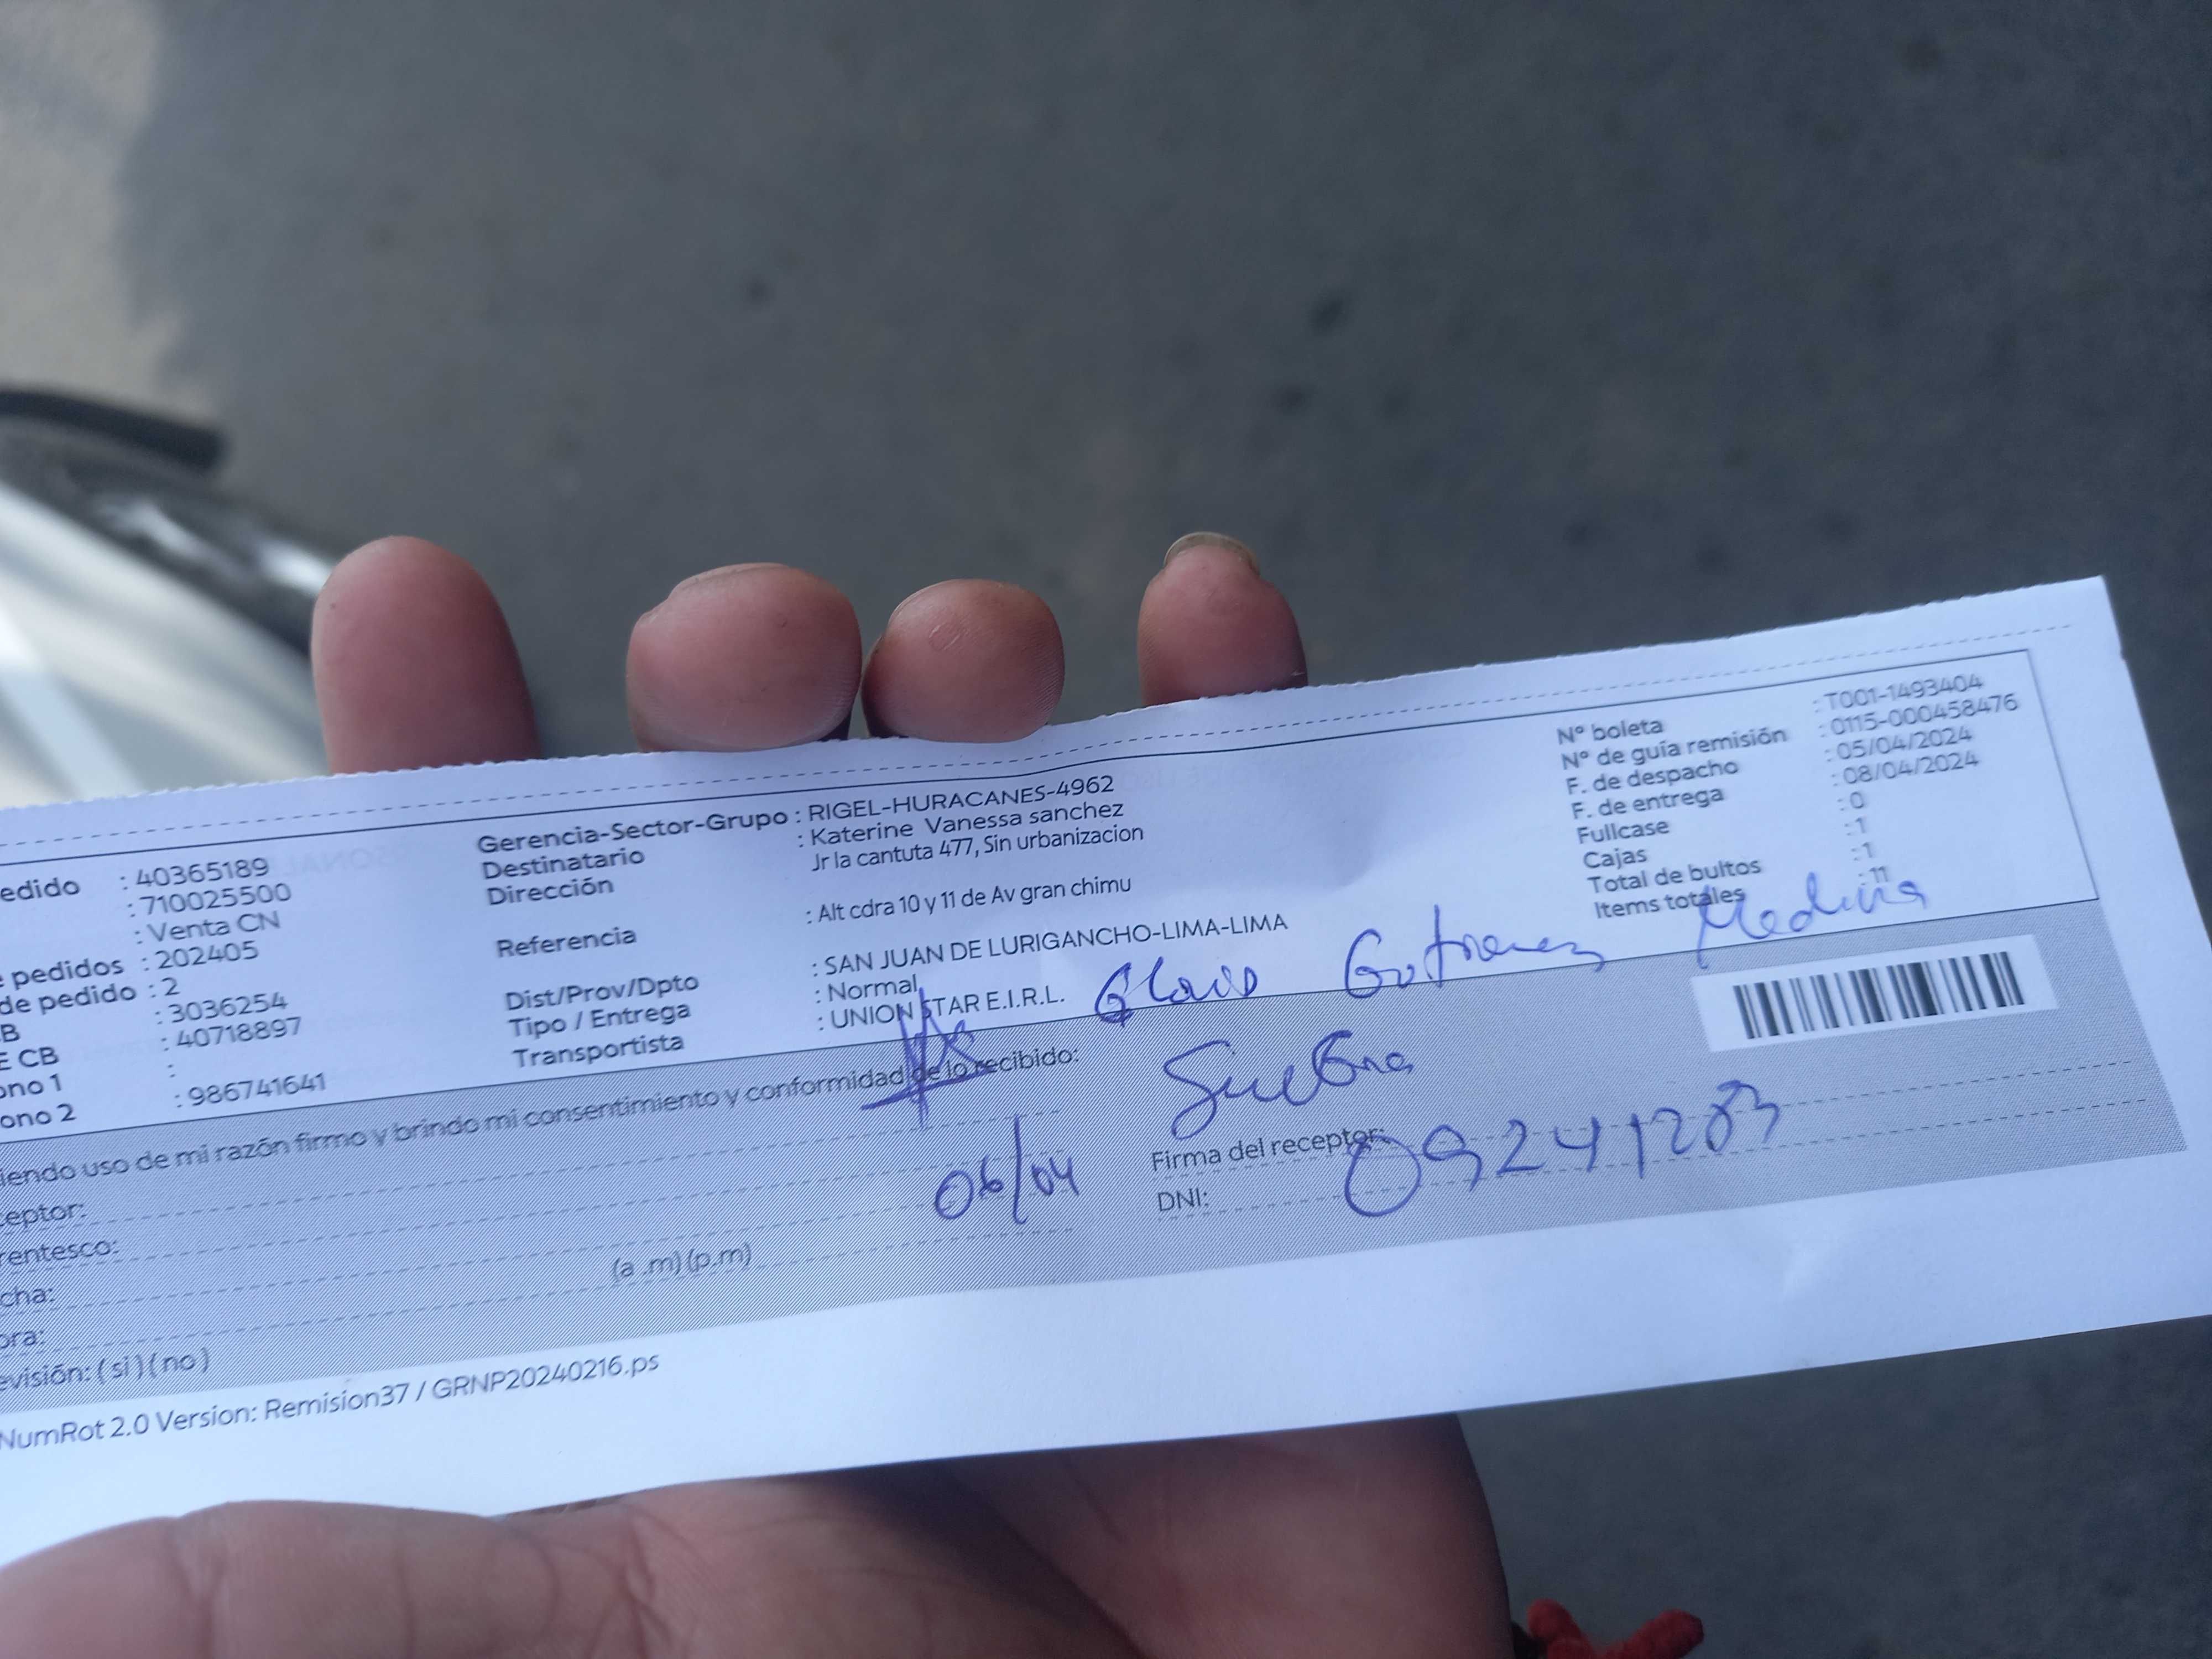 edido : 40365189
: 710025500
: Venta CN
e pedidos : 202405
de pedido : 2
B : 3036254
E CB : 40718897
ono 1 :
ono 2 : 986741641
Gerencia-Sector-Grupo : RIGEL-HURACANES-4962
Destinatario : Katerine Vanessa sanchez
Dirección Jr la cantuta 477, Sin urbanizacion
Referencia : Alt cdra 10 y 11 de Av gran chimu
Dist/Prov/Dpto : SAN JUAN DE LURIGANCHO-LIMA-LIMA
Tipo / Entrega : Normal
Transportista : UNION STAR E.I.R.L.
Nº boleta : T001-1493404
Nº de guía remisión : 0115-000458476
F. de despacho : 05/04/2024
F. de entrega : 08/04/2024
Fullcase : 0
Cajas : 1
Total de bultos : 1
Items totales : 11
Medina
iendo uso de mi razón firmo y brindo mi consentimiento y conformidad de lo recibido:
Suegra
ceptor:
rentesco:
cha: 06/04
ora: (a .m) (p.m)
evisión: ( si ) ( no )
Firma del receptor:
DNI: 09241203
NumRot 2.0 Version: Remision37 / GRNP20240216.ps